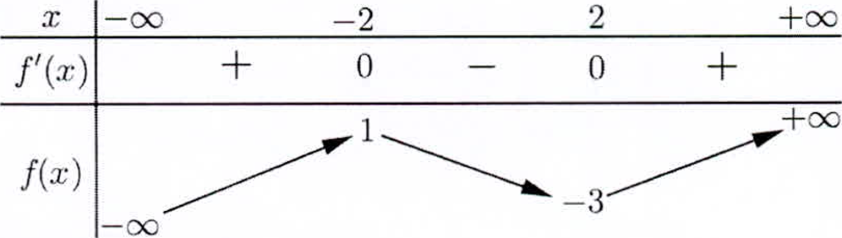 x −∞ −2 2 +∞
f′(x) + 0 − 0 +
1 +∞
f(x)
−∞ −3